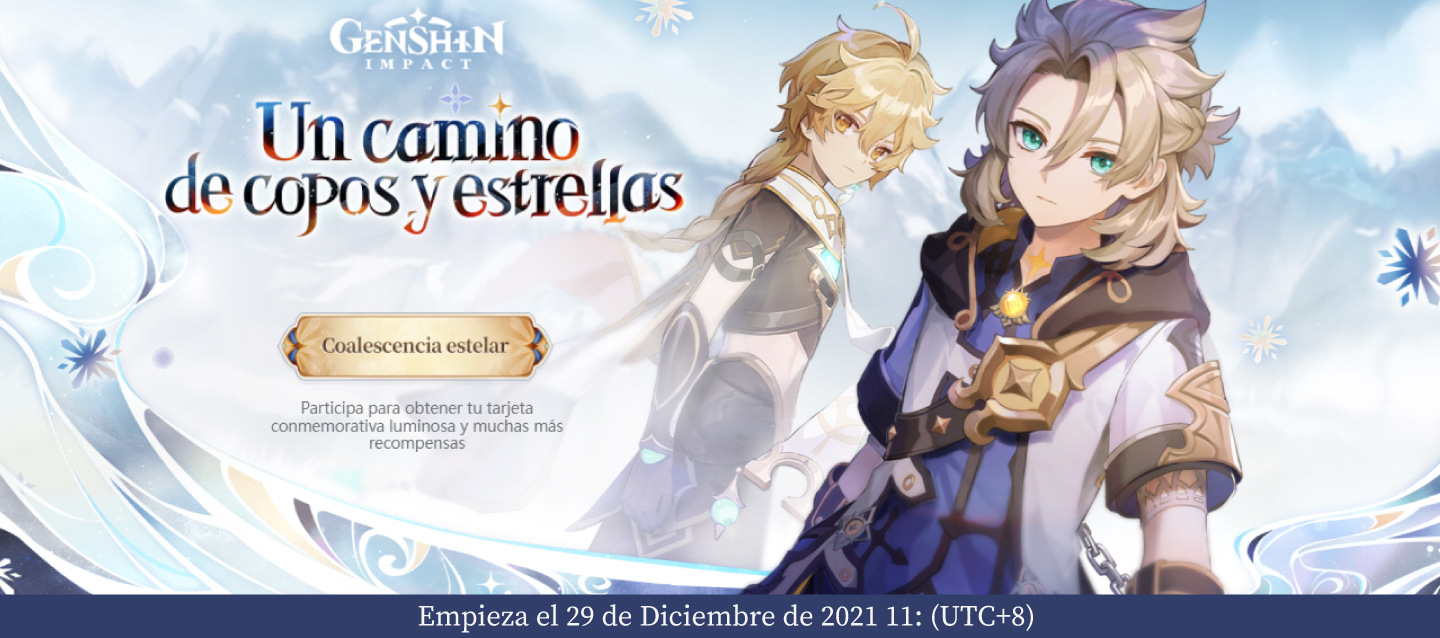 GENSHIN
IMPACT
Un camino
de copos y estrellas
Coalescencia estelar
Participa para obtener tu tarjeta
conmemorativa luminosa y muchas más
recompensas
Empieza el 29 de Diciembre de 2021 11: (UTC+8)